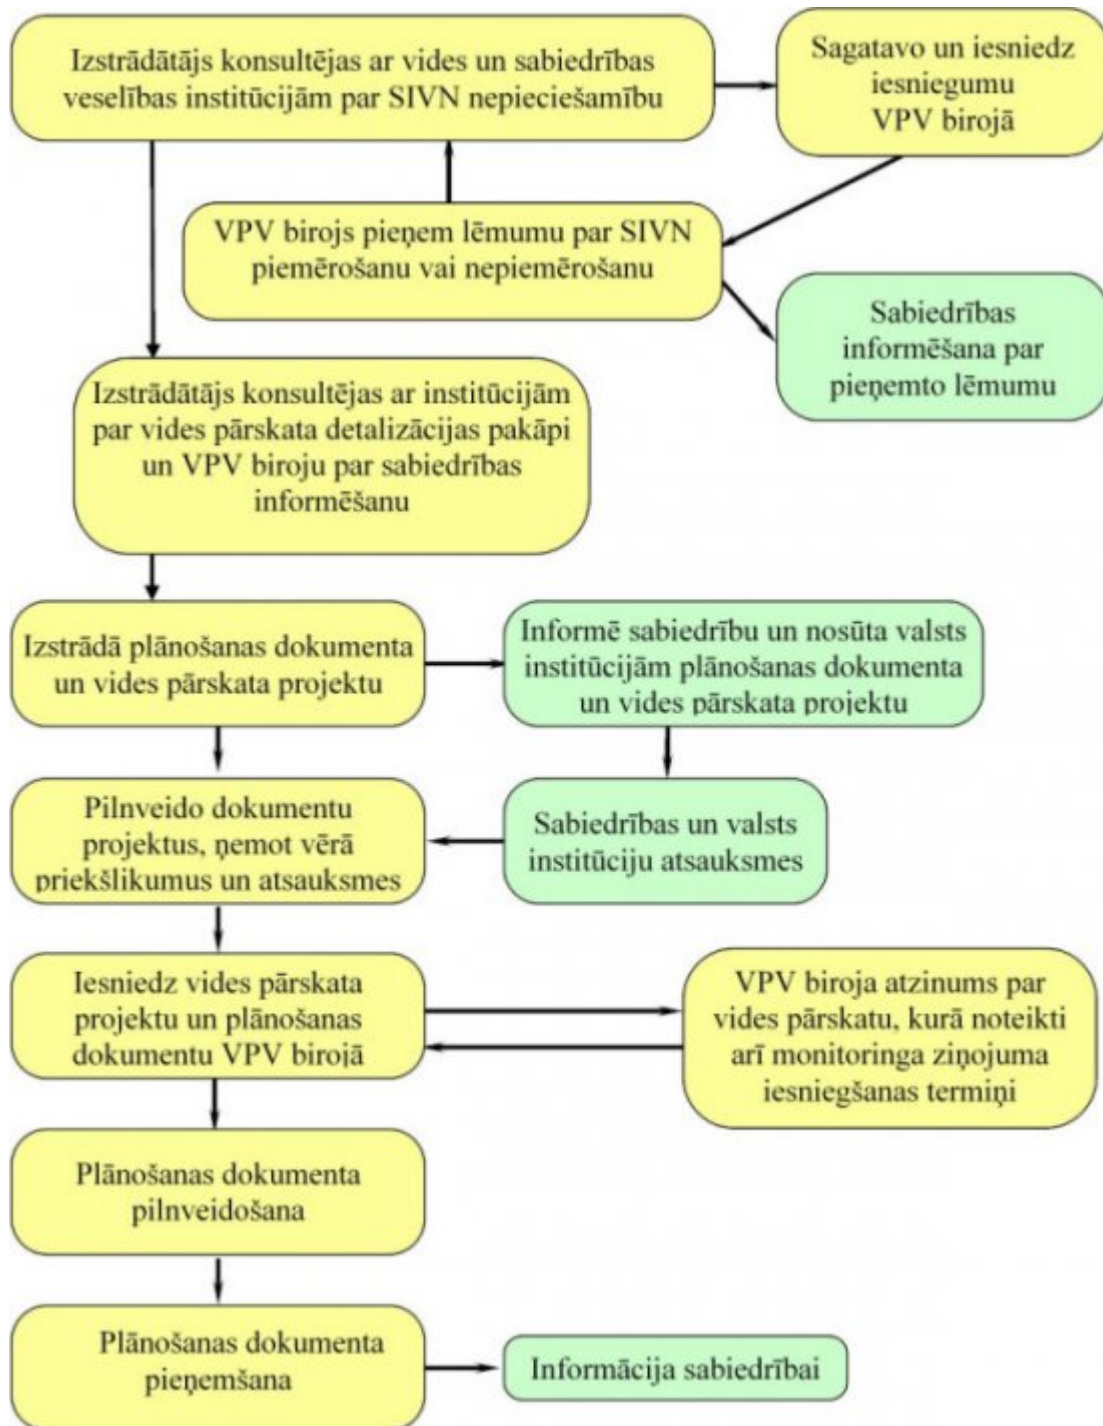 Izstrādātājs konsultējas ar vides un sabiedrības
veselības institūcijām par SIVN nepieciešamību
Sagatavo un iesniedz
iesniegumu
VPV birojā
VPV birojs pieņem lēmumu par SIVN
piemērošanu vai nepiemērošanu
Sabiedrības
informēšana par
pieņemto lēmumu
Izstrādātājs konsultējas ar institūcijām
par vides pārskata detalizācijas pakāpi
un VPV biroju par sabiedrības
informēšanu
Izstrādā plānošanas dokumenta
un vides pārskata projektu
Informē sabiedrību un nosūta valsts
institūcijām plānošanas dokumenta
un vides pārskata projektu
Pilnveido dokumentu
projektus, ņemot vērā
priekšlikumus un atsauksmes
Sabiedrības un valsts
institūciju atsauksmes
Iesniedz vides pārskata
projektu un plānošanas
dokumentu VPV birojā
VPV biroja atzinums par
vides pārskatu, kurā noteikti
arī monitoringa ziņojuma
iesniegšanas termiņi
Plānošanas dokumenta
pilnveidošana
Plānošanas dokumenta
pieņemšana
Informācija sabiedrībai